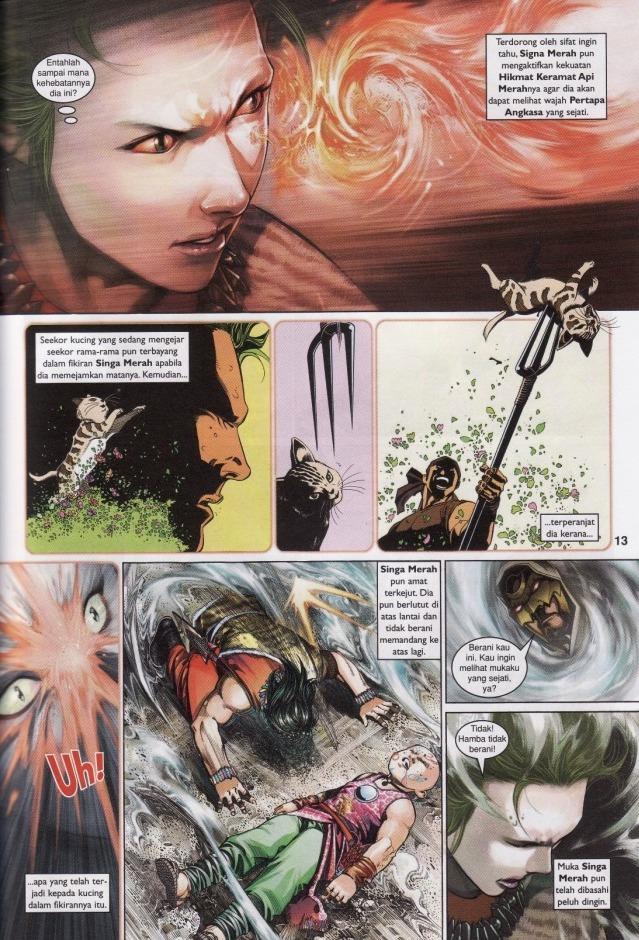 Entahlah
sampai mana
kehebatannya
dia ini?
Terdorong oleh sifat ingin
tahu, Signa Merah pun
mengaktifkan kekuatan
Hikmat Keramat Api
Merahnya agar dia akan
dapat melihat wajah Pertapa
Angkasa yang sejati.
Seekor kucing yang sedang mengejar
seekor rama-rama pun terbayang
dalam fikiran Singa Merah apabila
dia memejamkan matanya. Kemudian...
...terperanjat
dia kerana...
13
Uh!
...apa yang telah ter-
jadi kepada kucing
dalam fikirannya itu.
Singa Merah
pun amat
terkejut. Dia
pun berlutut di
atas lantai dan
tidak berani
memandang ke
atas lagi.
Berani kau
ini. Kau ingin
melihat mukaku
yang sejati,
ya?
Tidak!
Hamba tidak
berani!
Muka Singa
Merah pun
telah dibasahi
peluh dingin.